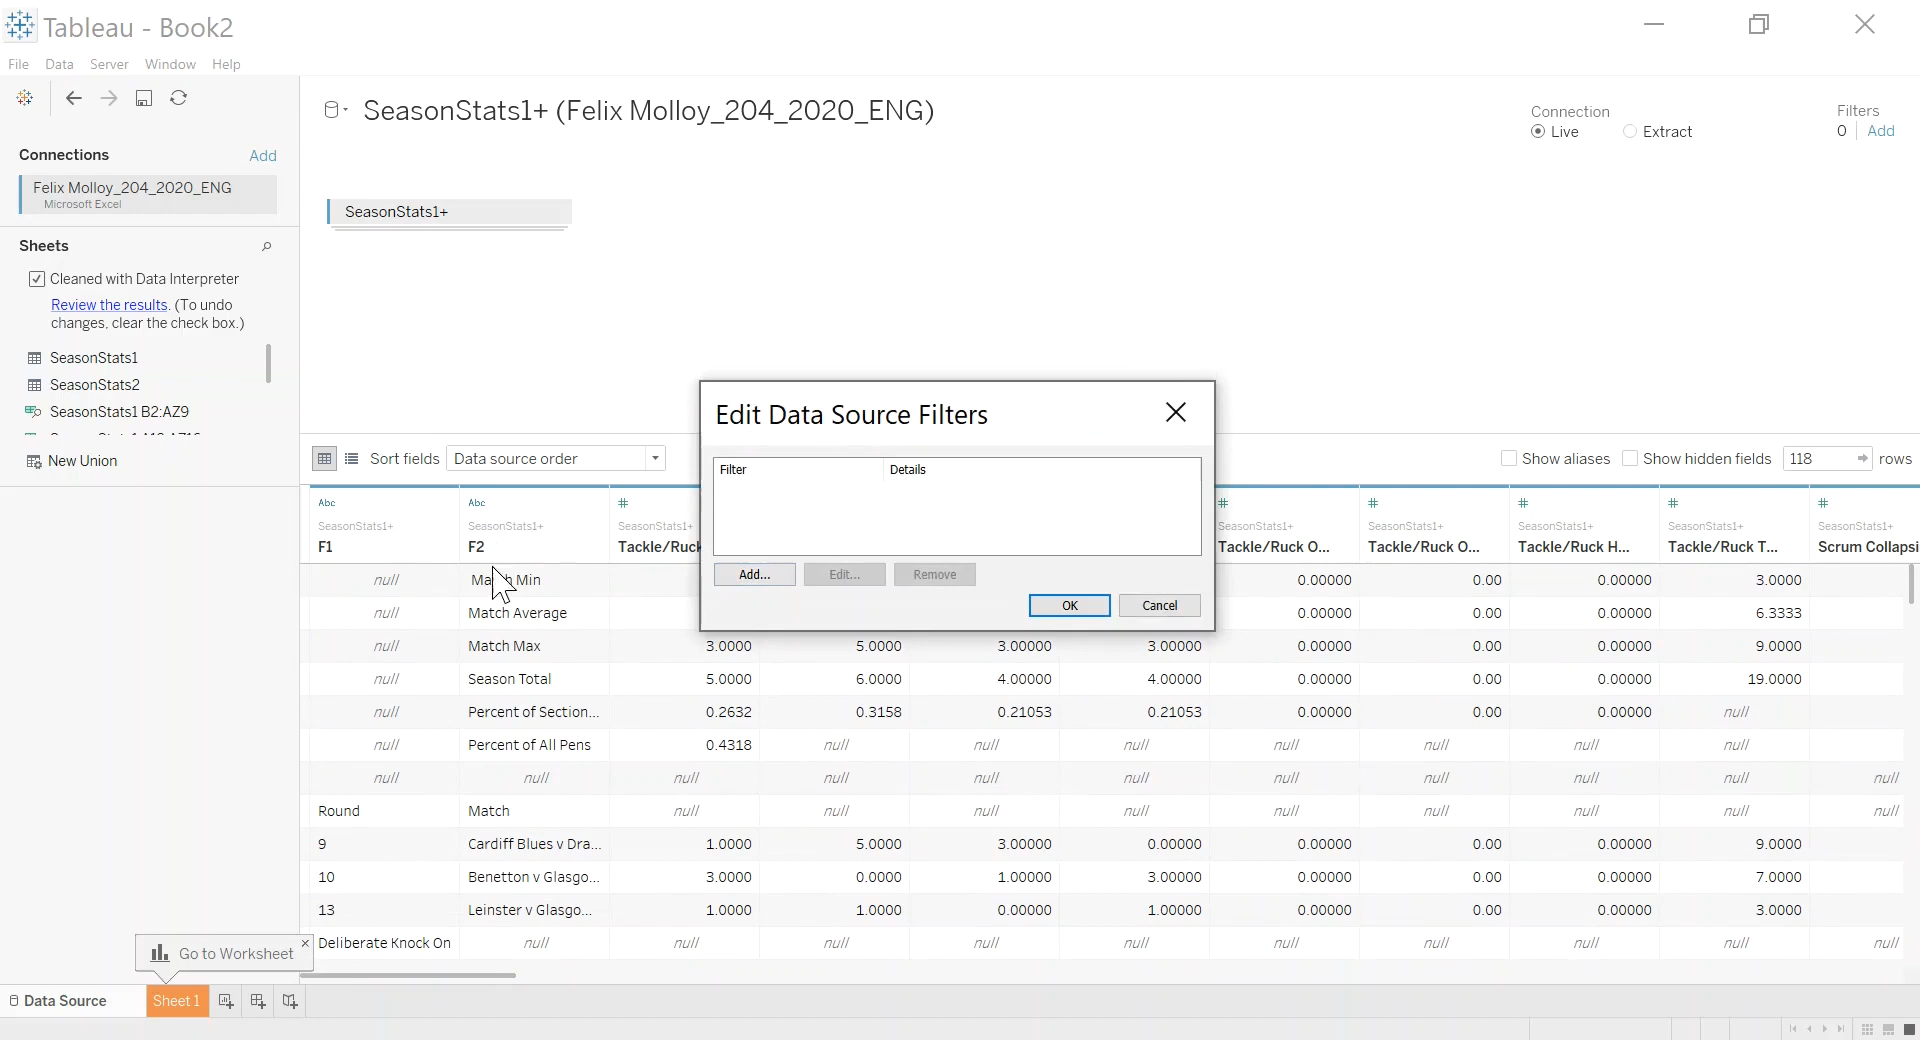 Tableau - Book2
File Data Server Window Help
SeasonStats1+ (Felix Molloy_204_2020_ENG)
Connection
Live Extract
Filters
0 Add
Connections Add
Felix Molloy_204_2020_ENG
Microsoft Excel
SeasonStats1+
Sheets
Cleaned with Data Interpreter
Review the results. (To undo
changes, clear the check box.)
SeasonStats1
SeasonStats2
SeasonStats1 B2:AZ9
New Union
Edit Data Source Filters
Filter Details
Add... Edit... Remove
OK Cancel
Sort fields Data source order
Show aliases Show hidden fields 118 rows
Abc Abc # # # # # #
SeasonStats1+ SeasonStats1+ SeasonStats1+ SeasonStats1+ SeasonStats1+ SeasonStats1+ SeasonStats1+ SeasonStats1+
F1 F2 Tackle/Ruck Tackle/Ruck O... Tackle/Ruck O... Tackle/Ruck H... Tackle/Ruck T... Scrum Collapsi
null Match Min 0.00000 0.00 0.00000 3.0000
null Match Average 0.00000 0.00 0.00000 6.3333
null Match Max 3.0000 5.0000 3.00000 3.00000 0.00000 0.00 0.00000 9.0000
null Season Total 5.0000 6.0000 4.00000 4.00000 0.00000 0.00 0.00000 19.0000
null Percent of Section... 0.2632 0.3158 0.21053 0.21053 0.00000 0.00 0.00000 null
null Percent of All Pens 0.4318 null null null null null null null
null null null null null null null null null null null
Round Match null null null null null null null null null
9 Cardiff Blues v Dra... 1.0000 5.0000 3.00000 0.00000 0.00000 0.00 0.00000 9.0000
10 Benetton v Glasgo... 3.0000 0.0000 1.00000 3.00000 0.00000 0.00 0.00000 7.0000
13 Leinster v Glasgo... 1.0000 1.0000 0.00000 1.00000 0.00000 0.00 0.00000 3.0000
Deliberate Knock On null null null null null null null null null null
Go to Worksheet
Data Source Sheet 1